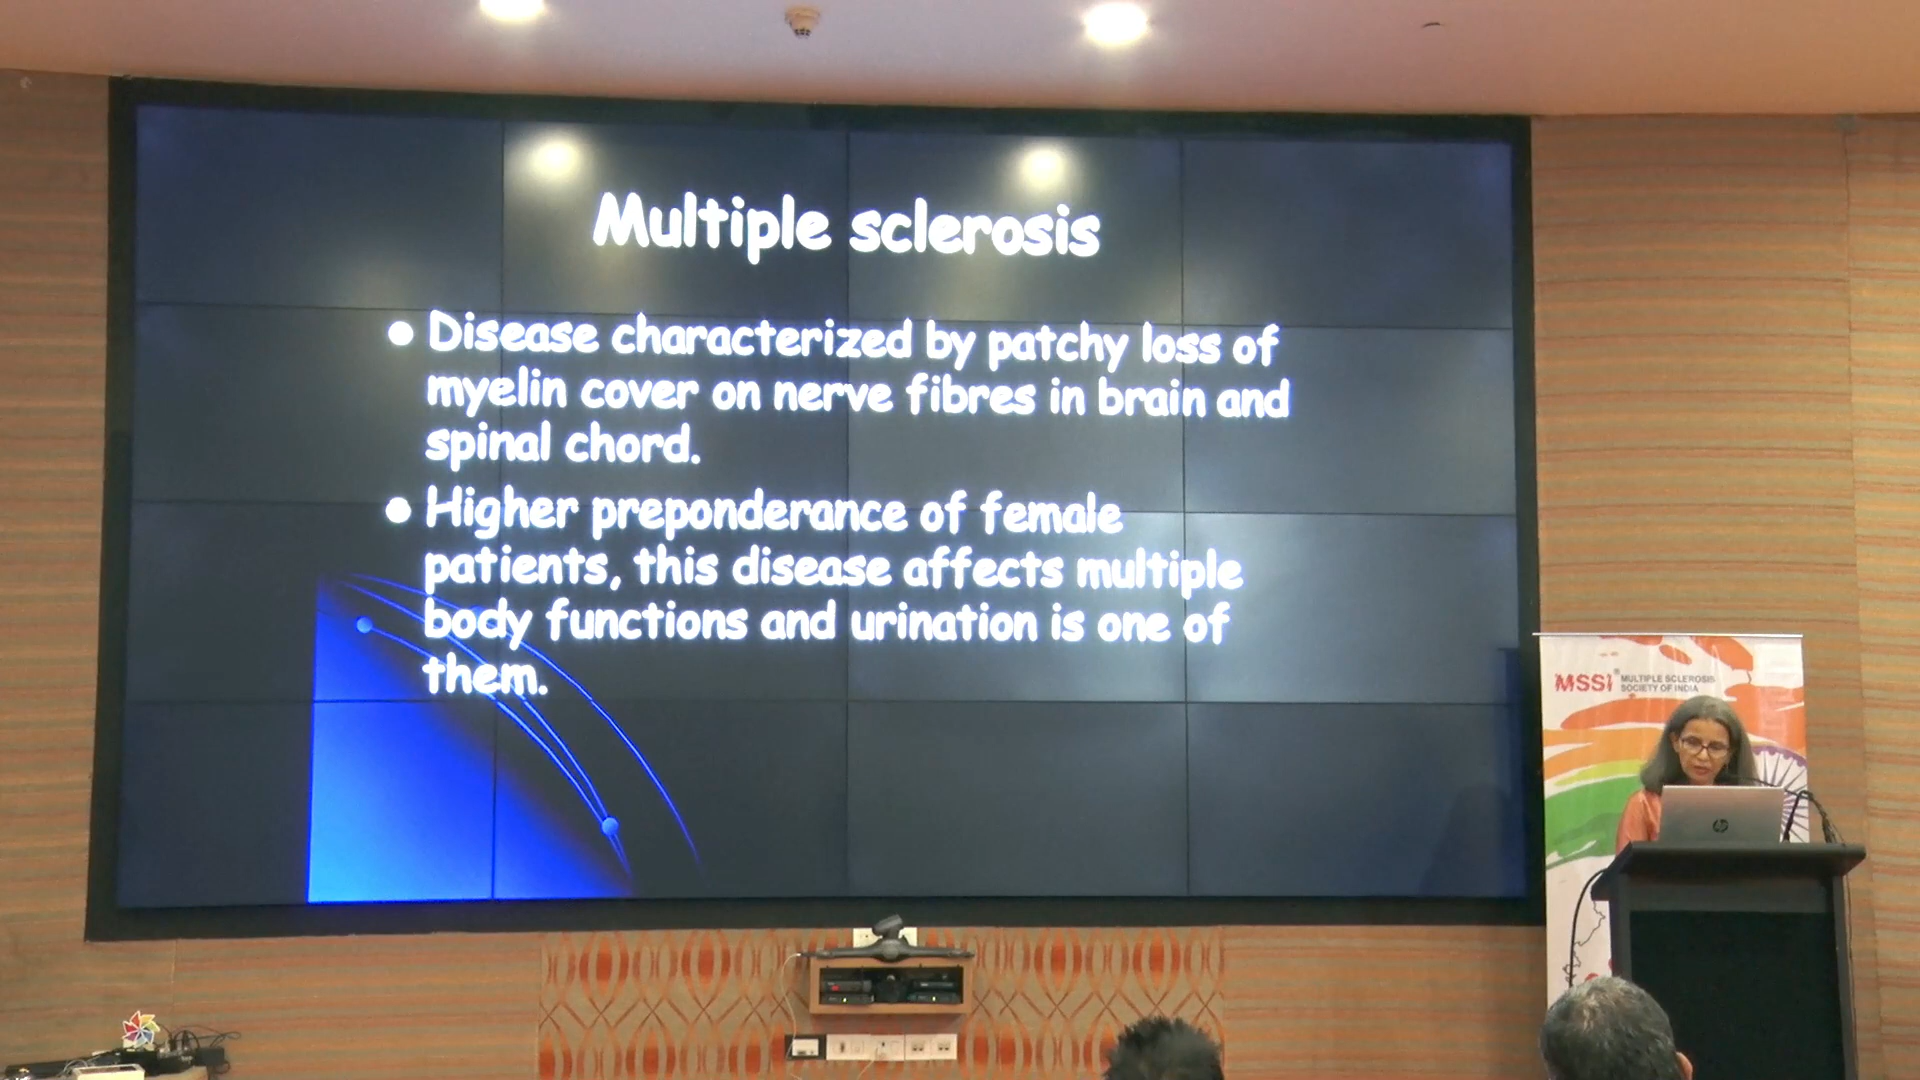 Multiple sclerosis
• Disease characterized by patchy loss of
myelin cover on nerve fibres in brain and
spinal chord.
• Higher preponderance of female
patients, this disease affects multiple
body functions and urination is one of
them.
MSSI® MULTIPLE SCLEROSIS
SOCIETY OF INDIA
hp